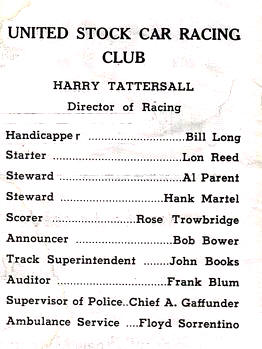 UNITED STOCK CAR RACING
CLUB
HARRY TATTERSALL
Director of Racing
Handicapper ..........................Bill Long
Starter ...............................Lon Reed
Steward ...............................Al Parent
Steward ..........................Hank Martel
Scorer ....................Rose Trowbridge
Announcer ..........................Bob Bower
Track Superintendent ........John Books
Auditor ............................Frank Blum
Supervisor of Police..Chief A. Gaffunder
Ambulance Service ....Floyd Sorrentino